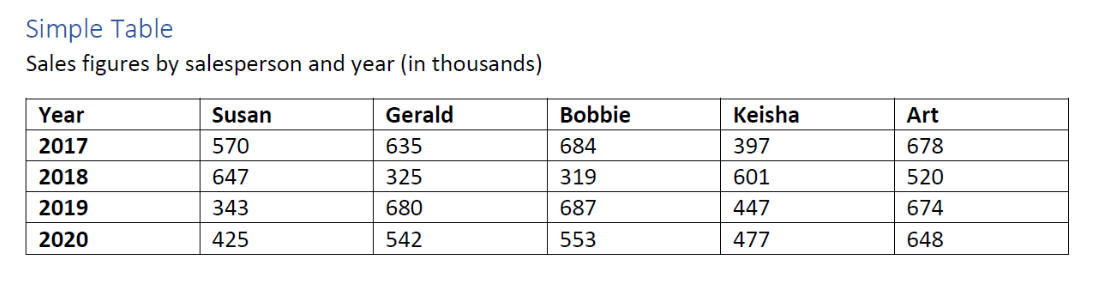 Simple Table
Sales figures by salesperson and year (in thousands)
Year Susan Gerald Bobbie Keisha Art
2017 570 635 684 397 678
2018 647 325 319 601 520
2019 343 680 687 447 674
2020 425 542 553 477 648